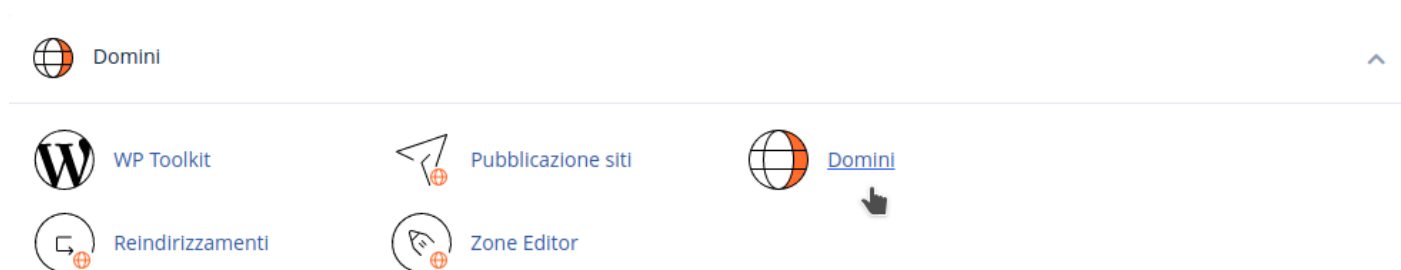 Domini
WP Toolkit
Pubblicazione siti
Domini
Reindirizzamenti
Zone Editor